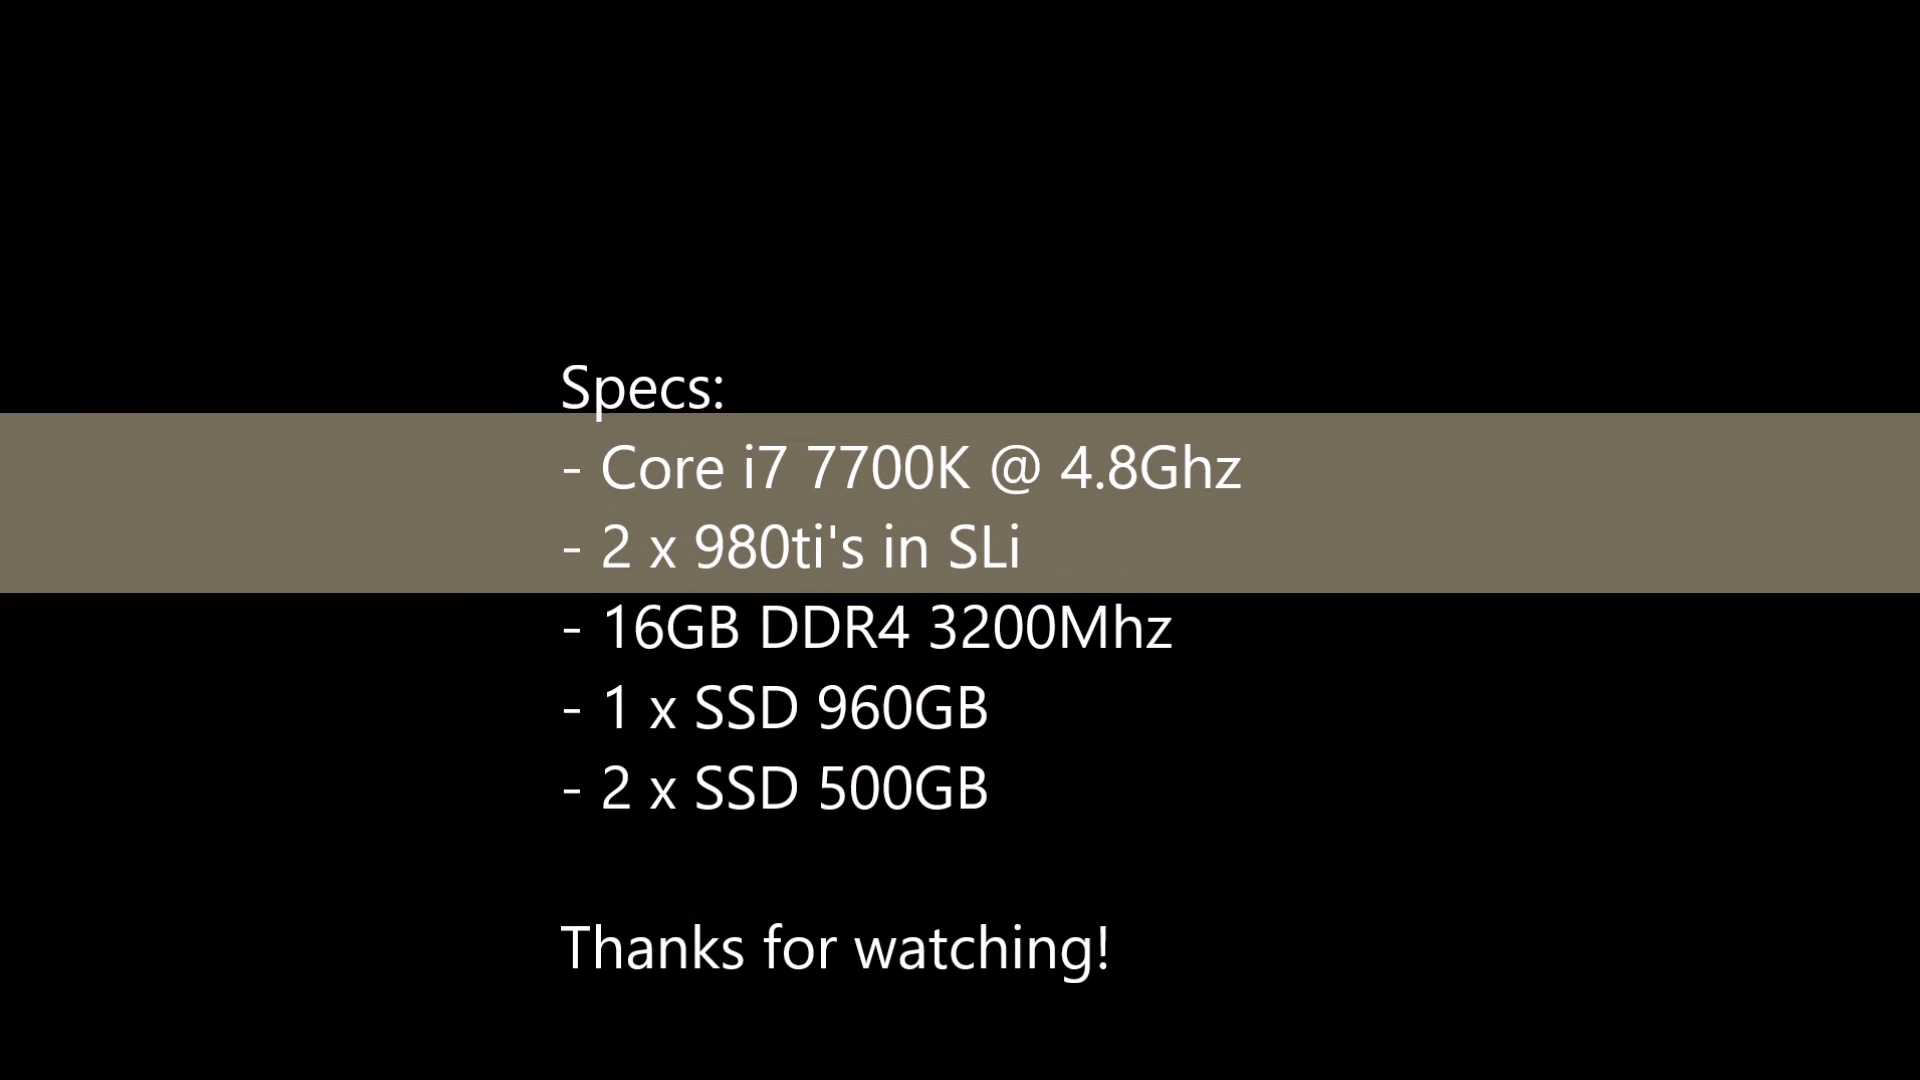 Specs:
- Core i7 7700K @ 4.8Ghz
- 2 x 980ti's in SLi
- 16GB DDR4 3200Mhz
- 1 x SSD 960GB
- 2 x SSD 500GB
Thanks for watching!